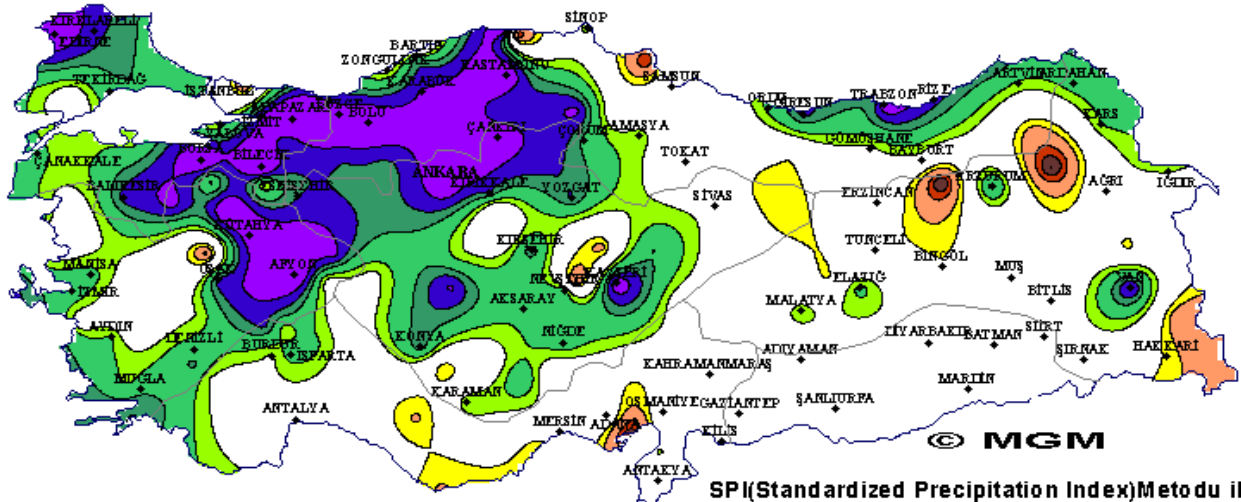 SİNOP
KIRKLARELİ
EDİRNE
BARTIN
ZONGULDAK
KASTAMONU
KARABÜK
SAMSUN
TEKİRDAĞ
İSTANBUL
ARTVİN
ARDAHAN
RİZE
TRABZON
ORDU
GİRESUN
DÜZCE
BOLU
YALOVA
ÇANKIRI
ÇORUM
AMASYA
KARS
GÜMÜŞHANE
BAYBURT
ÇANAKKALE
BURSA
BİLECİK
TOKAT
ANKARA
KIRIKKALE
IĞDIR
BALIKESİR
ESKİŞEHİR
YOZGAT
SİVAS
ERZİNCAN
ERZURUM
AĞRI
KÜTAHYA
KIRŞEHİR
TUNCELİ
BİNGÖL
MANİSA
UŞAK
AFYON
NEVŞEHİR
KAYSERİ
ELAZIĞ
MUŞ
VAN
İZMİR
AKSARAY
MALATYA
BİTLİS
AYDIN
DENİZLİ
BURDUR
ISPARTA
KONYA
NİĞDE
DİYARBAKIR
BATMAN
SİİRT
ŞIRNAK
HAKKARİ
MUĞLA
KARAMAN
KAHRAMANMARAŞ
ADIYAMAN
MARDİN
ANTALYA
MERSİN
ADANA
OSMANİYE
GAZİANTEP
ŞANLIURFA
KİLİS
ANTAKYA
© MGM
SPI(Standardized Precipitation Index)Metodu il